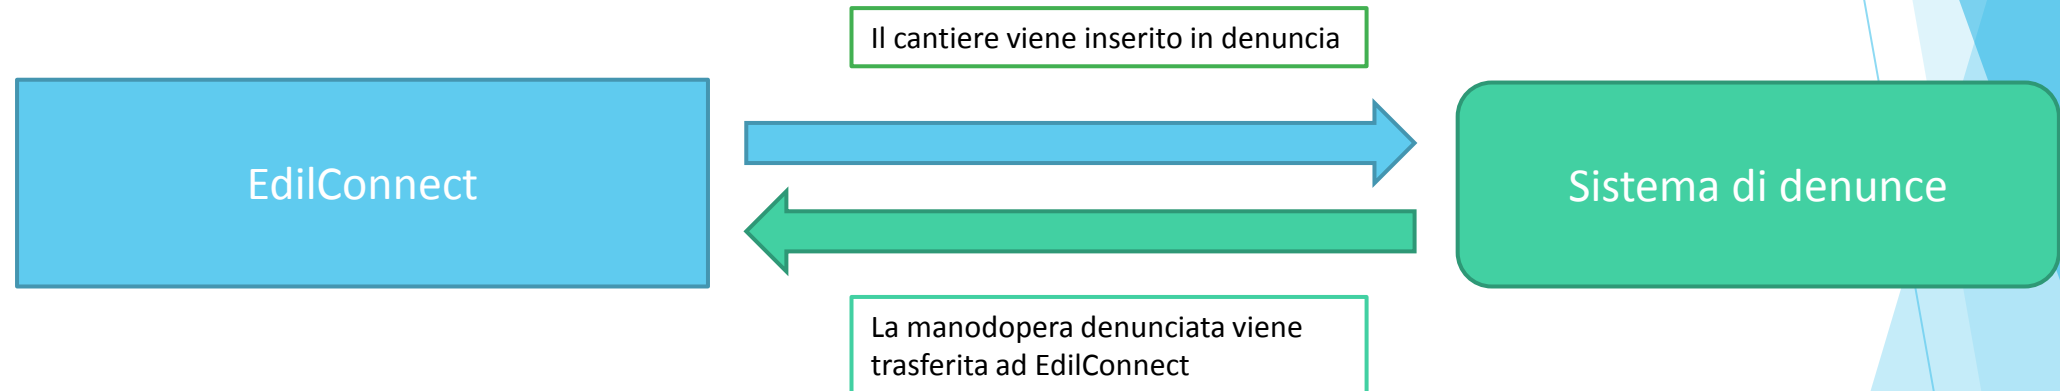 Il cantiere viene inserito in denuncia
EdilConnect
Sistema di denunce
La manodopera denunciata viene
trasferita ad EdilConnect